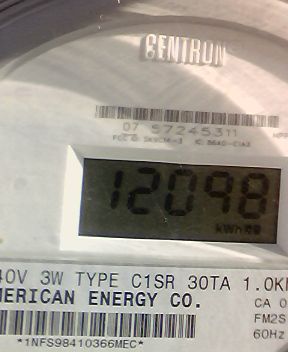 CENTRON
07 57245311
12098
kWh
40V 3W TYPE C1SR 30TA 1.0K
MERICAN ENERGY CO.
CA 0
FM2S
60Hz
*1NFS98410366MEC*